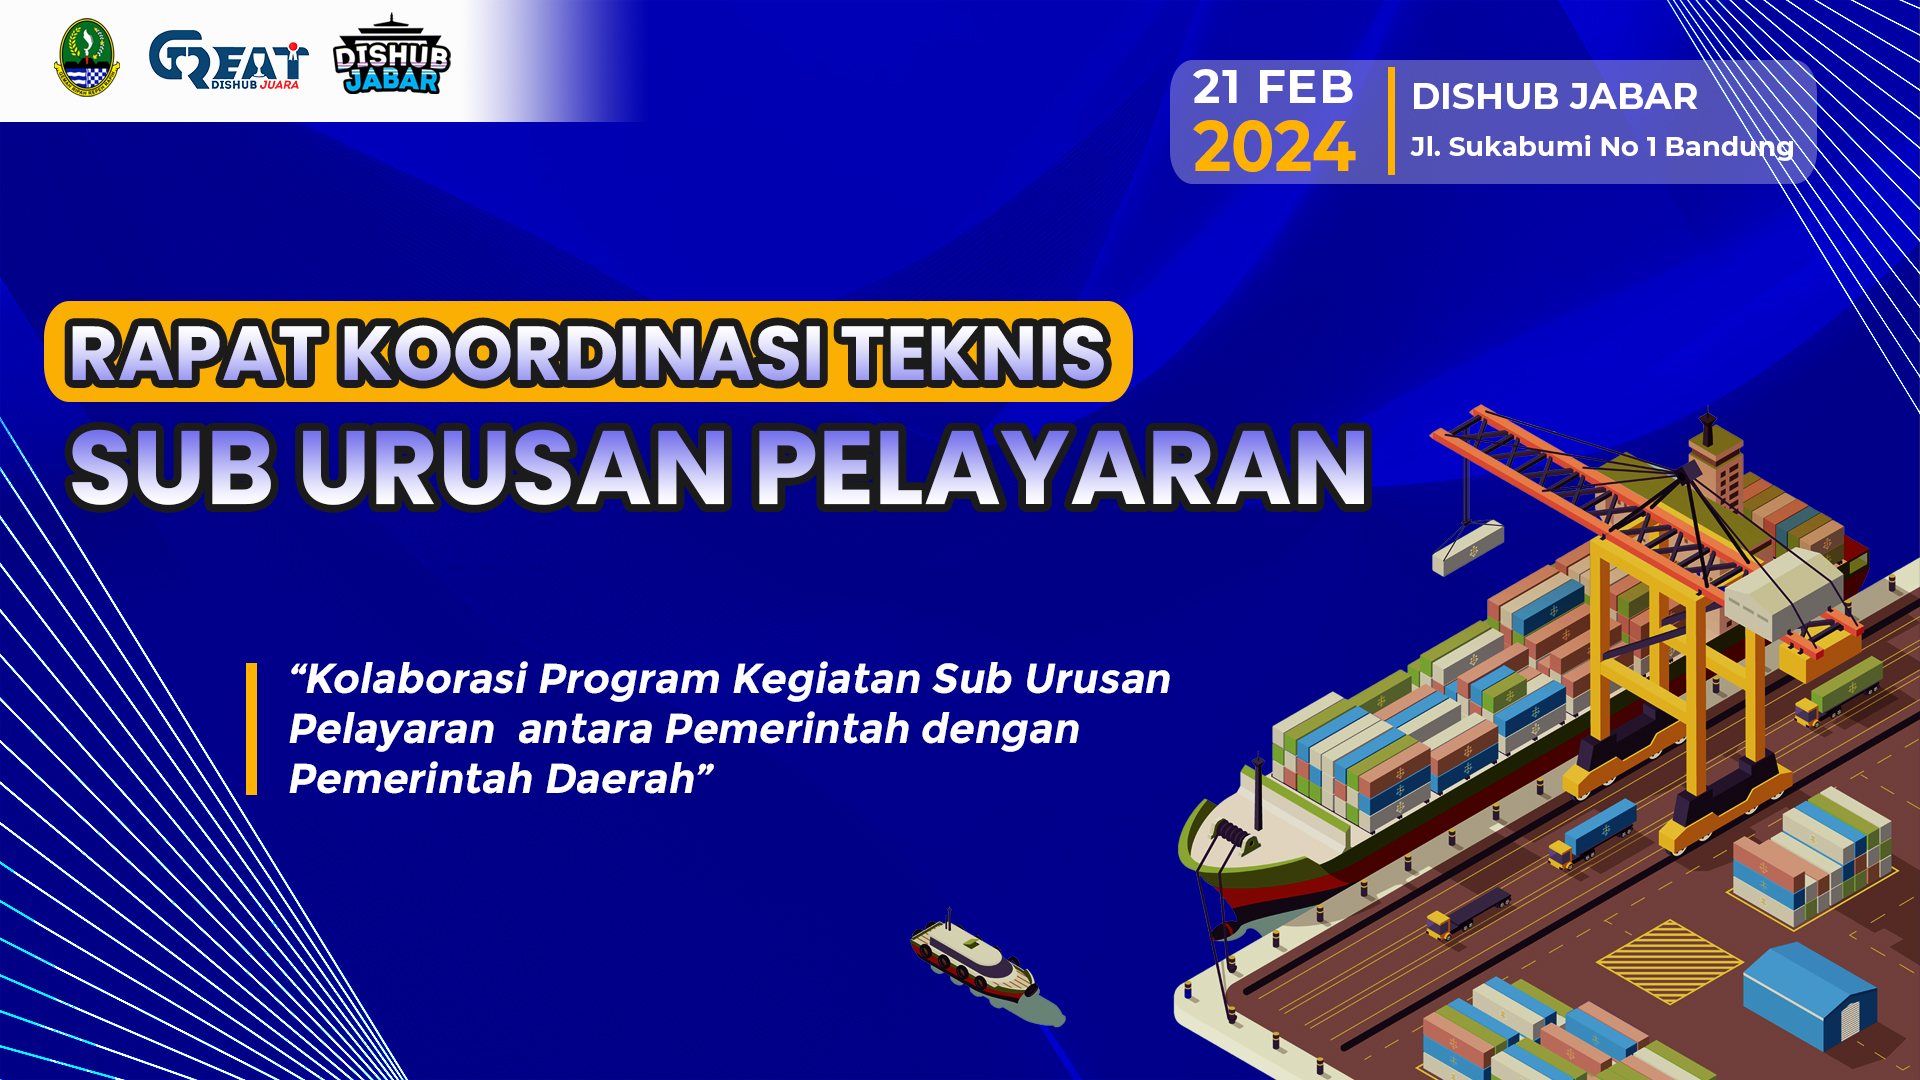 GREAT
DISHUB JUARA
DISHUB
JABAR
21 FEB
2024
DISHUB JABAR
Jl. Sukabumi No 1 Bandung
RAPAT KOORDINASI TEKNIS
SUB URUSAN PELAYARAN
“Kolaborasi Program Kegiatan Sub Urusan
Pelayaran  antara Pemerintah dengan
Pemerintah Daerah”